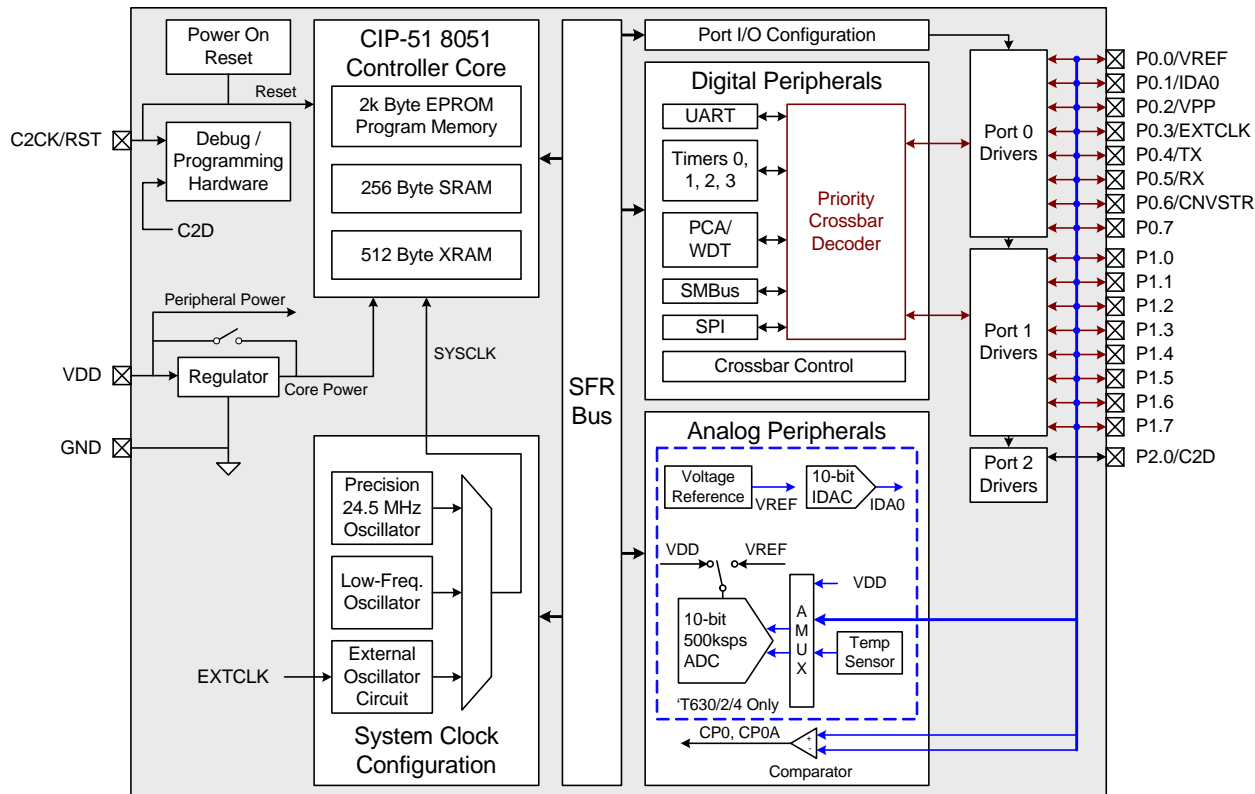 Power On
Reset
Reset
C2CK/RST
Debug /
Programming
Hardware
C2D
Peripheral Power
VDD
Regulator
Core Power
GND
CIP-51 8051
Controller Core
2k Byte EPROM
Program Memory
256 Byte SRAM
512 Byte XRAM
SYSCLK
Precision
24.5 MHz
Oscillator
Low-Freq.
Oscillator
EXTCLK
External
Oscillator
Circuit
System Clock
Configuration
SFR
Bus
Port I/O Configuration
Digital Peripherals
UART
Timers 0,
1, 2, 3
PCA/
WDT
SMBus
SPI
Priority
Crossbar
Decoder
Crossbar Control
Analog Peripherals
Voltage
Reference
VREF
10-bit
IDAC
IDA0
VDD
VREF
10-bit
500ksps
ADC
A
M
U
X
VDD
Temp
Sensor
'T630/2/4 Only
CP0, CP0A
+
-
Comparator
Port 0
Drivers
Port 1
Drivers
Port 2
Drivers
P0.0/VREF
P0.1/IDA0
P0.2/VPP
P0.3/EXTCLK
P0.4/TX
P0.5/RX
P0.6/CNVSTR
P0.7
P1.0
P1.1
P1.2
P1.3
P1.4
P1.5
P1.6
P1.7
P2.0/C2D